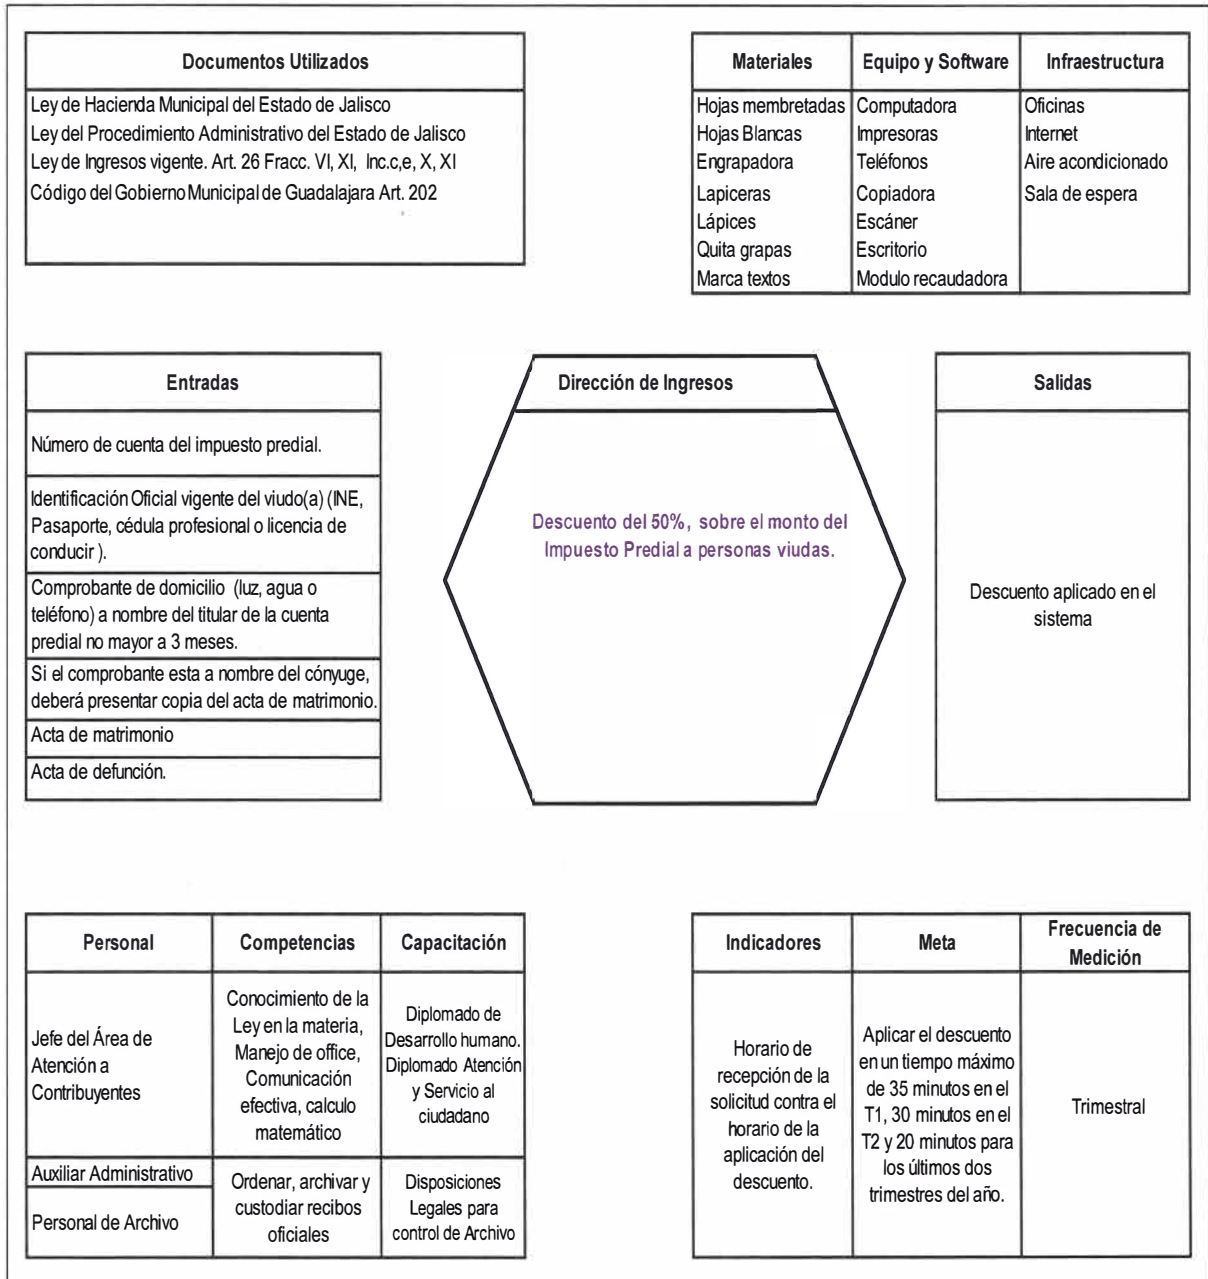 Documentos Utilizados
Ley de Hacienda Municipal del Estado de Jalisco
Ley del Procedimiento Administrativo del Estado de Jalisco
Ley de Ingresos vigente. Art. 26 Fracc. VI, XI, Inc.c,e, X, XI
Código del Gobierno Municipal de Guadalajara Art. 202
Materiales
Hojas membretadas
Hojas Blancas
Engrapadora
Lapiceras
Lápices
Quita grapas
Marca textos
Equipo y Software
Computadora
Impresoras
Teléfonos
Copiadora
Escáner
Escritorio
Modulo recaudadora
Infraestructura
Oficinas
Internet
Aire acondicionado
Sala de espera
Entradas
Número de cuenta del impuesto predial.
Identificación Oficial vigente del viudo(a) (INE,
Pasaporte, cédula profesional o licencia de
conducir ).
Comprobante de domicilio (luz, agua o
teléfono) a nombre del titular de la cuenta
predial no mayor a 3 meses.
Si el comprobante esta a nombre del cónyuge,
deberá presentar copia del acta de matrimonio.
Acta de matrimonio
Acta de defunción.
Dirección de Ingresos
Descuento del 50%, sobre el monto del
Impuesto Predial a personas viudas.
Salidas
Descuento aplicado en el
sistema
Personal
Competencias
Capacitación
Jefe del Área de
Atención a
Contribuyentes
Conocimiento de la
Ley en la materia,
Manejo de office,
Comunicación
efectiva, calculo
matemático
Diplomado de
Desarrollo humano.
Diplomado Atención
y Servicio al
ciudadano
Auxiliar Administrativo
Personal de Archivo
Ordenar, archivar y
custodiar recibos
oficiales
Disposiciones
Legales para
control de Archivo
Indicadores
Meta
Frecuencia de
Medición
Horario de
recepción de la
solicitud contra el
horario de la
aplicación del
descuento.
Aplicar el descuento
en un tiempo máximo
de 35 minutos en el
T1, 30 minutos en el
T2 y 20 minutos para
los últimos dos
trimestres del año.
Trimestral